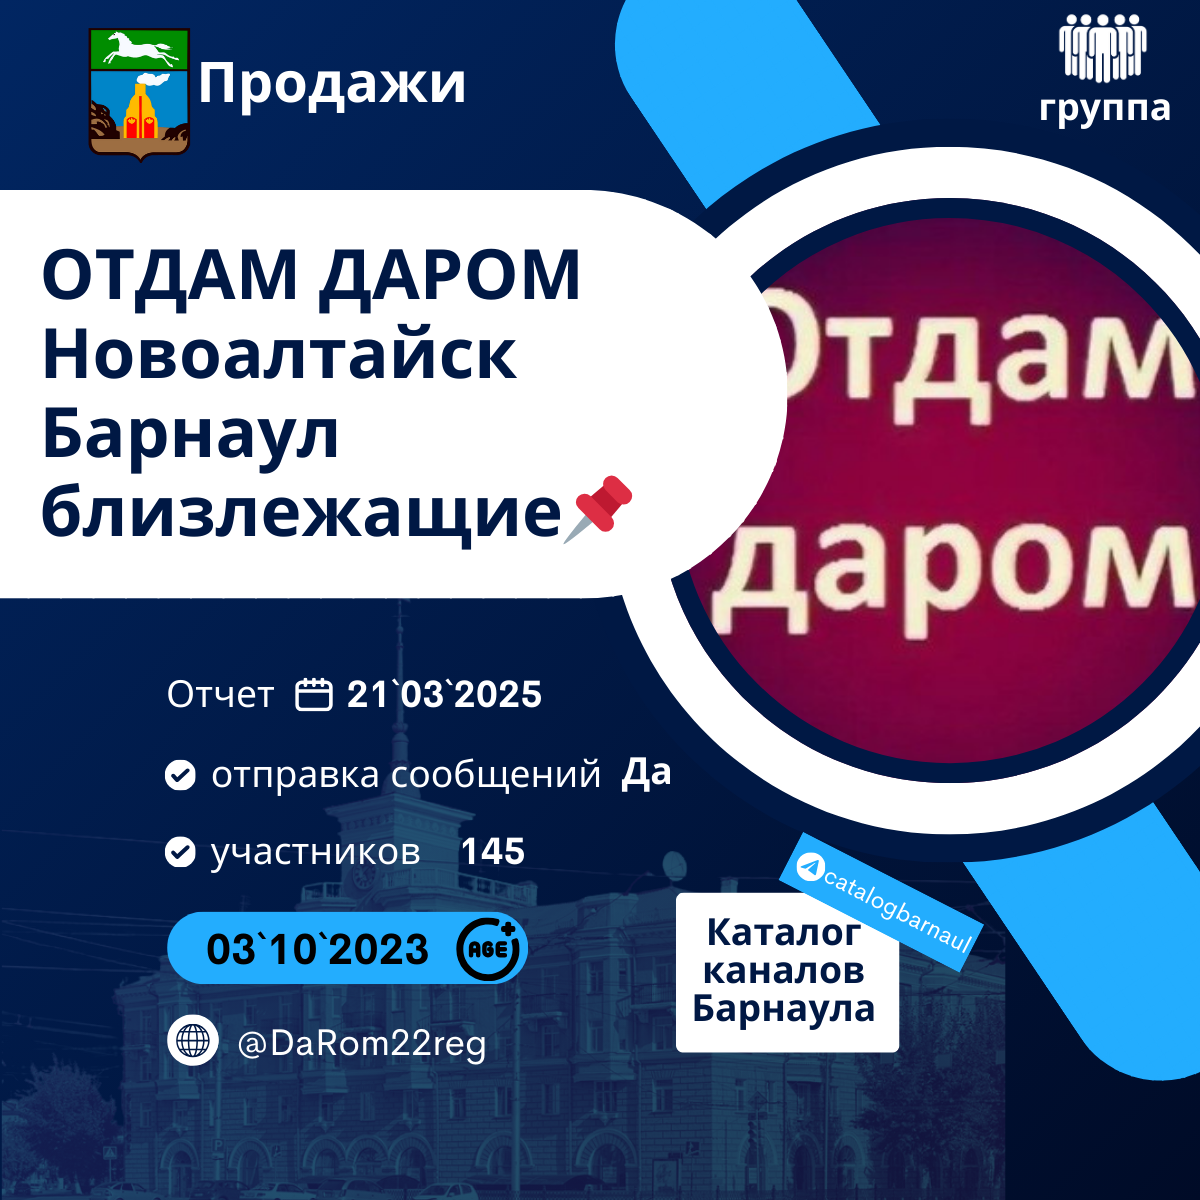 Продажи
группа
ОТДАМ ДАРОМ
Новоалтайск
Барнаул
близлежащие📌
Отдам
даром
Отчет 21`03`2025
отправка сообщений Да
участников 145
03`10`2023 AGE+
@DaRom22reg
catalogbarnaul
Каталог
каналов
Барнаула